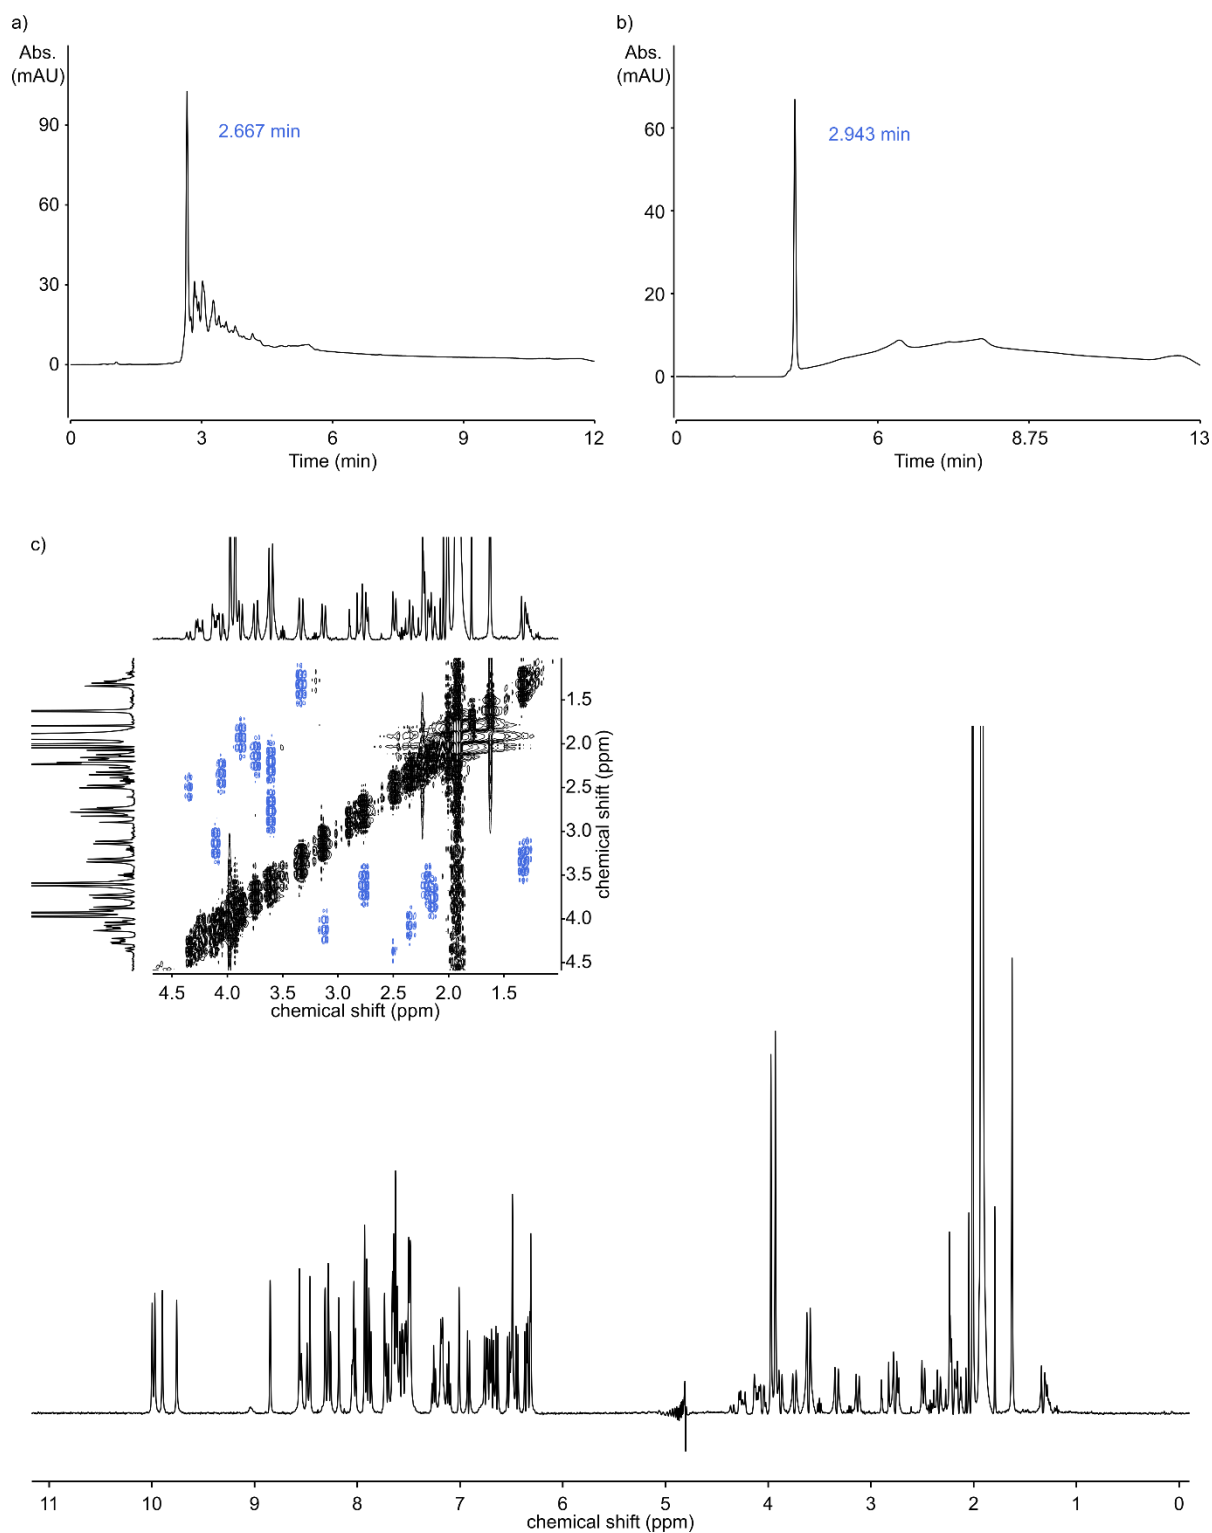 a)
Abs.
(mAU)
2.667 min
90
60
30
0
0 3 6 9 12
Time (min)
b)
Abs.
(mAU)
2.943 min
60
40
20
0
0 6 8.75 13
Time (min)
c)
1.5
2.0
2.5
3.0
3.5
4.0
4.5
chemical shift (ppm)
4.5 4.0 3.5 3.0 2.5 2.0 1.5
chemical shift (ppm)
11 10 9 8 7 6 5 4 3 2 1 0
chemical shift (ppm)